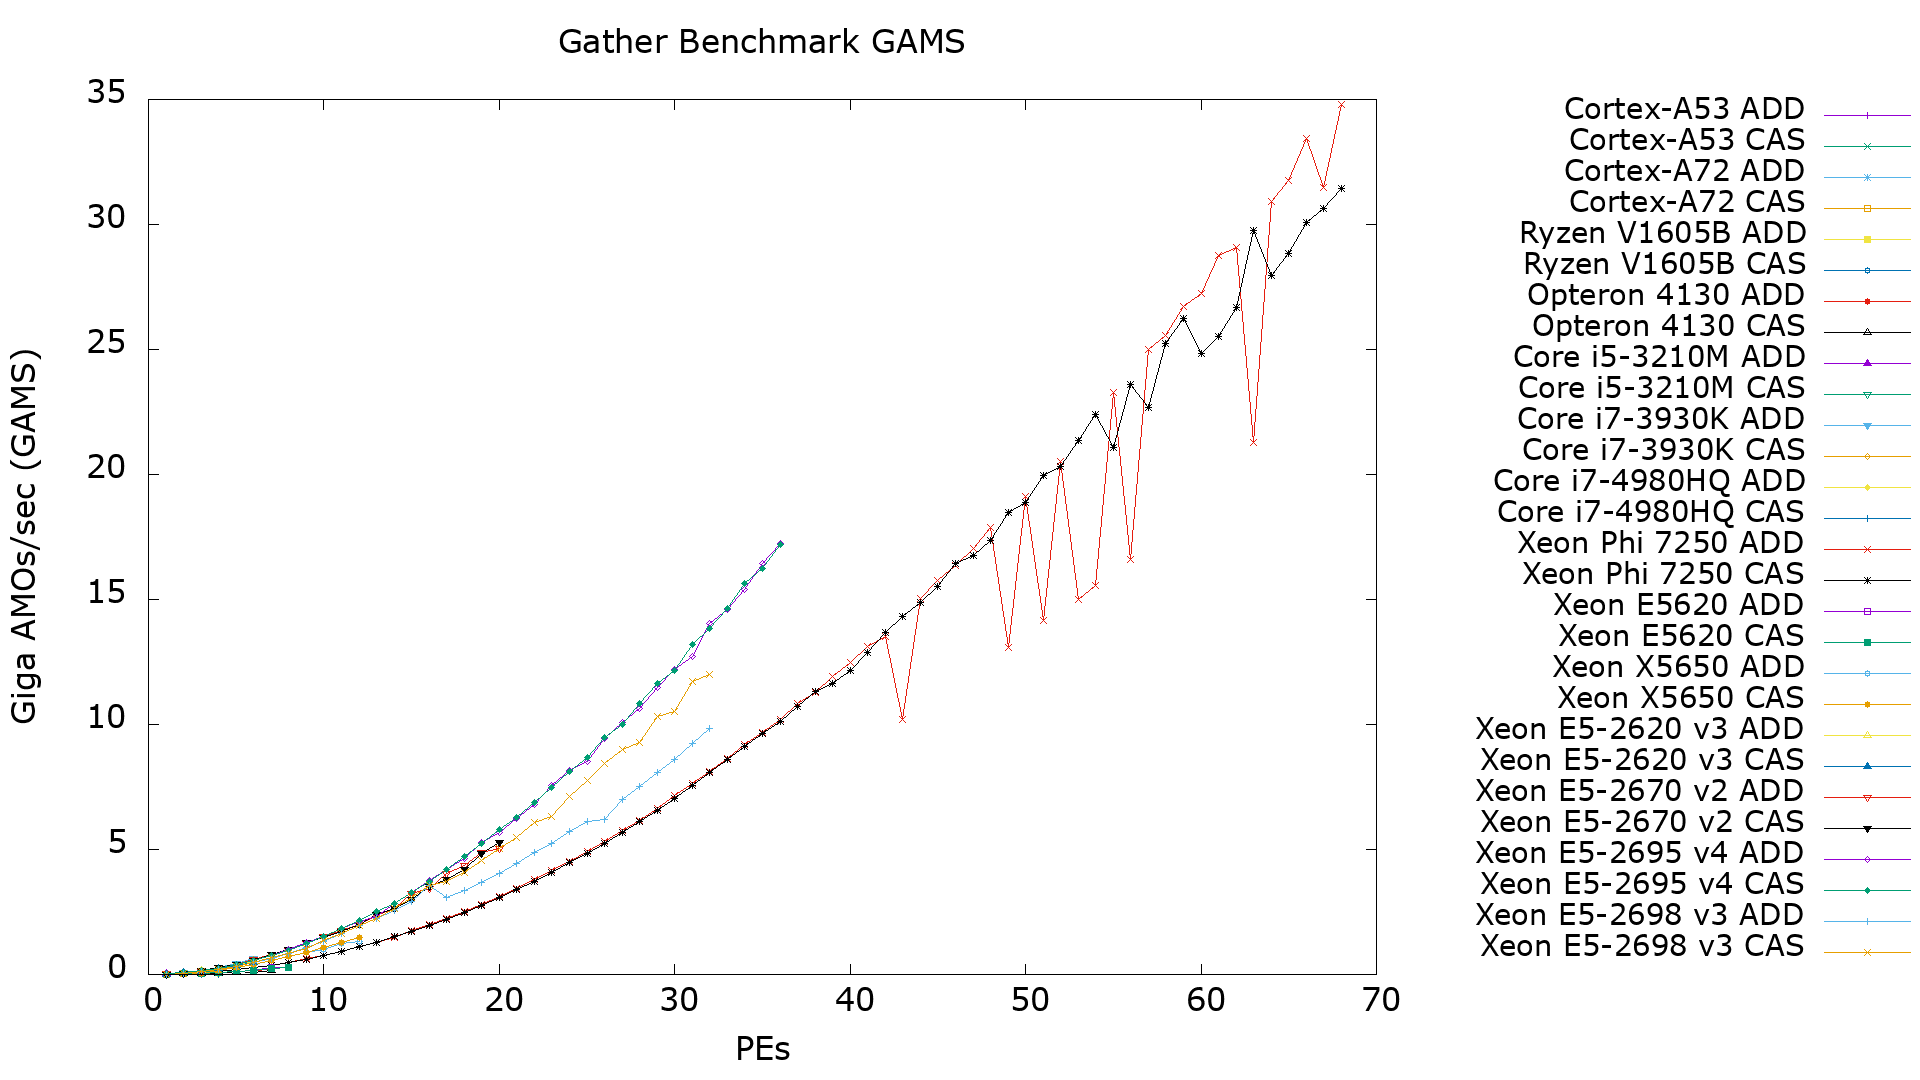 Gather Benchmark GAMS
Giga AMOs/sec (GAMS)
35
30
25
20
15
10
5
0
0 10 20 30 40 50 60 70
PEs
Cortex-A53 ADD
Cortex-A53 CAS
Cortex-A72 ADD
Cortex-A72 CAS
Ryzen V1605B ADD
Ryzen V1605B CAS
Opteron 4130 ADD
Opteron 4130 CAS
Core i5-3210M ADD
Core i5-3210M CAS
Core i7-3930K ADD
Core i7-3930K CAS
Core i7-4980HQ ADD
Core i7-4980HQ CAS
Xeon Phi 7250 ADD
Xeon Phi 7250 CAS
Xeon E5620 ADD
Xeon E5620 CAS
Xeon X5650 ADD
Xeon X5650 CAS
Xeon E5-2620 v3 ADD
Xeon E5-2620 v3 CAS
Xeon E5-2670 v2 ADD
Xeon E5-2670 v2 CAS
Xeon E5-2695 v4 ADD
Xeon E5-2695 v4 CAS
Xeon E5-2698 v3 ADD
Xeon E5-2698 v3 CAS